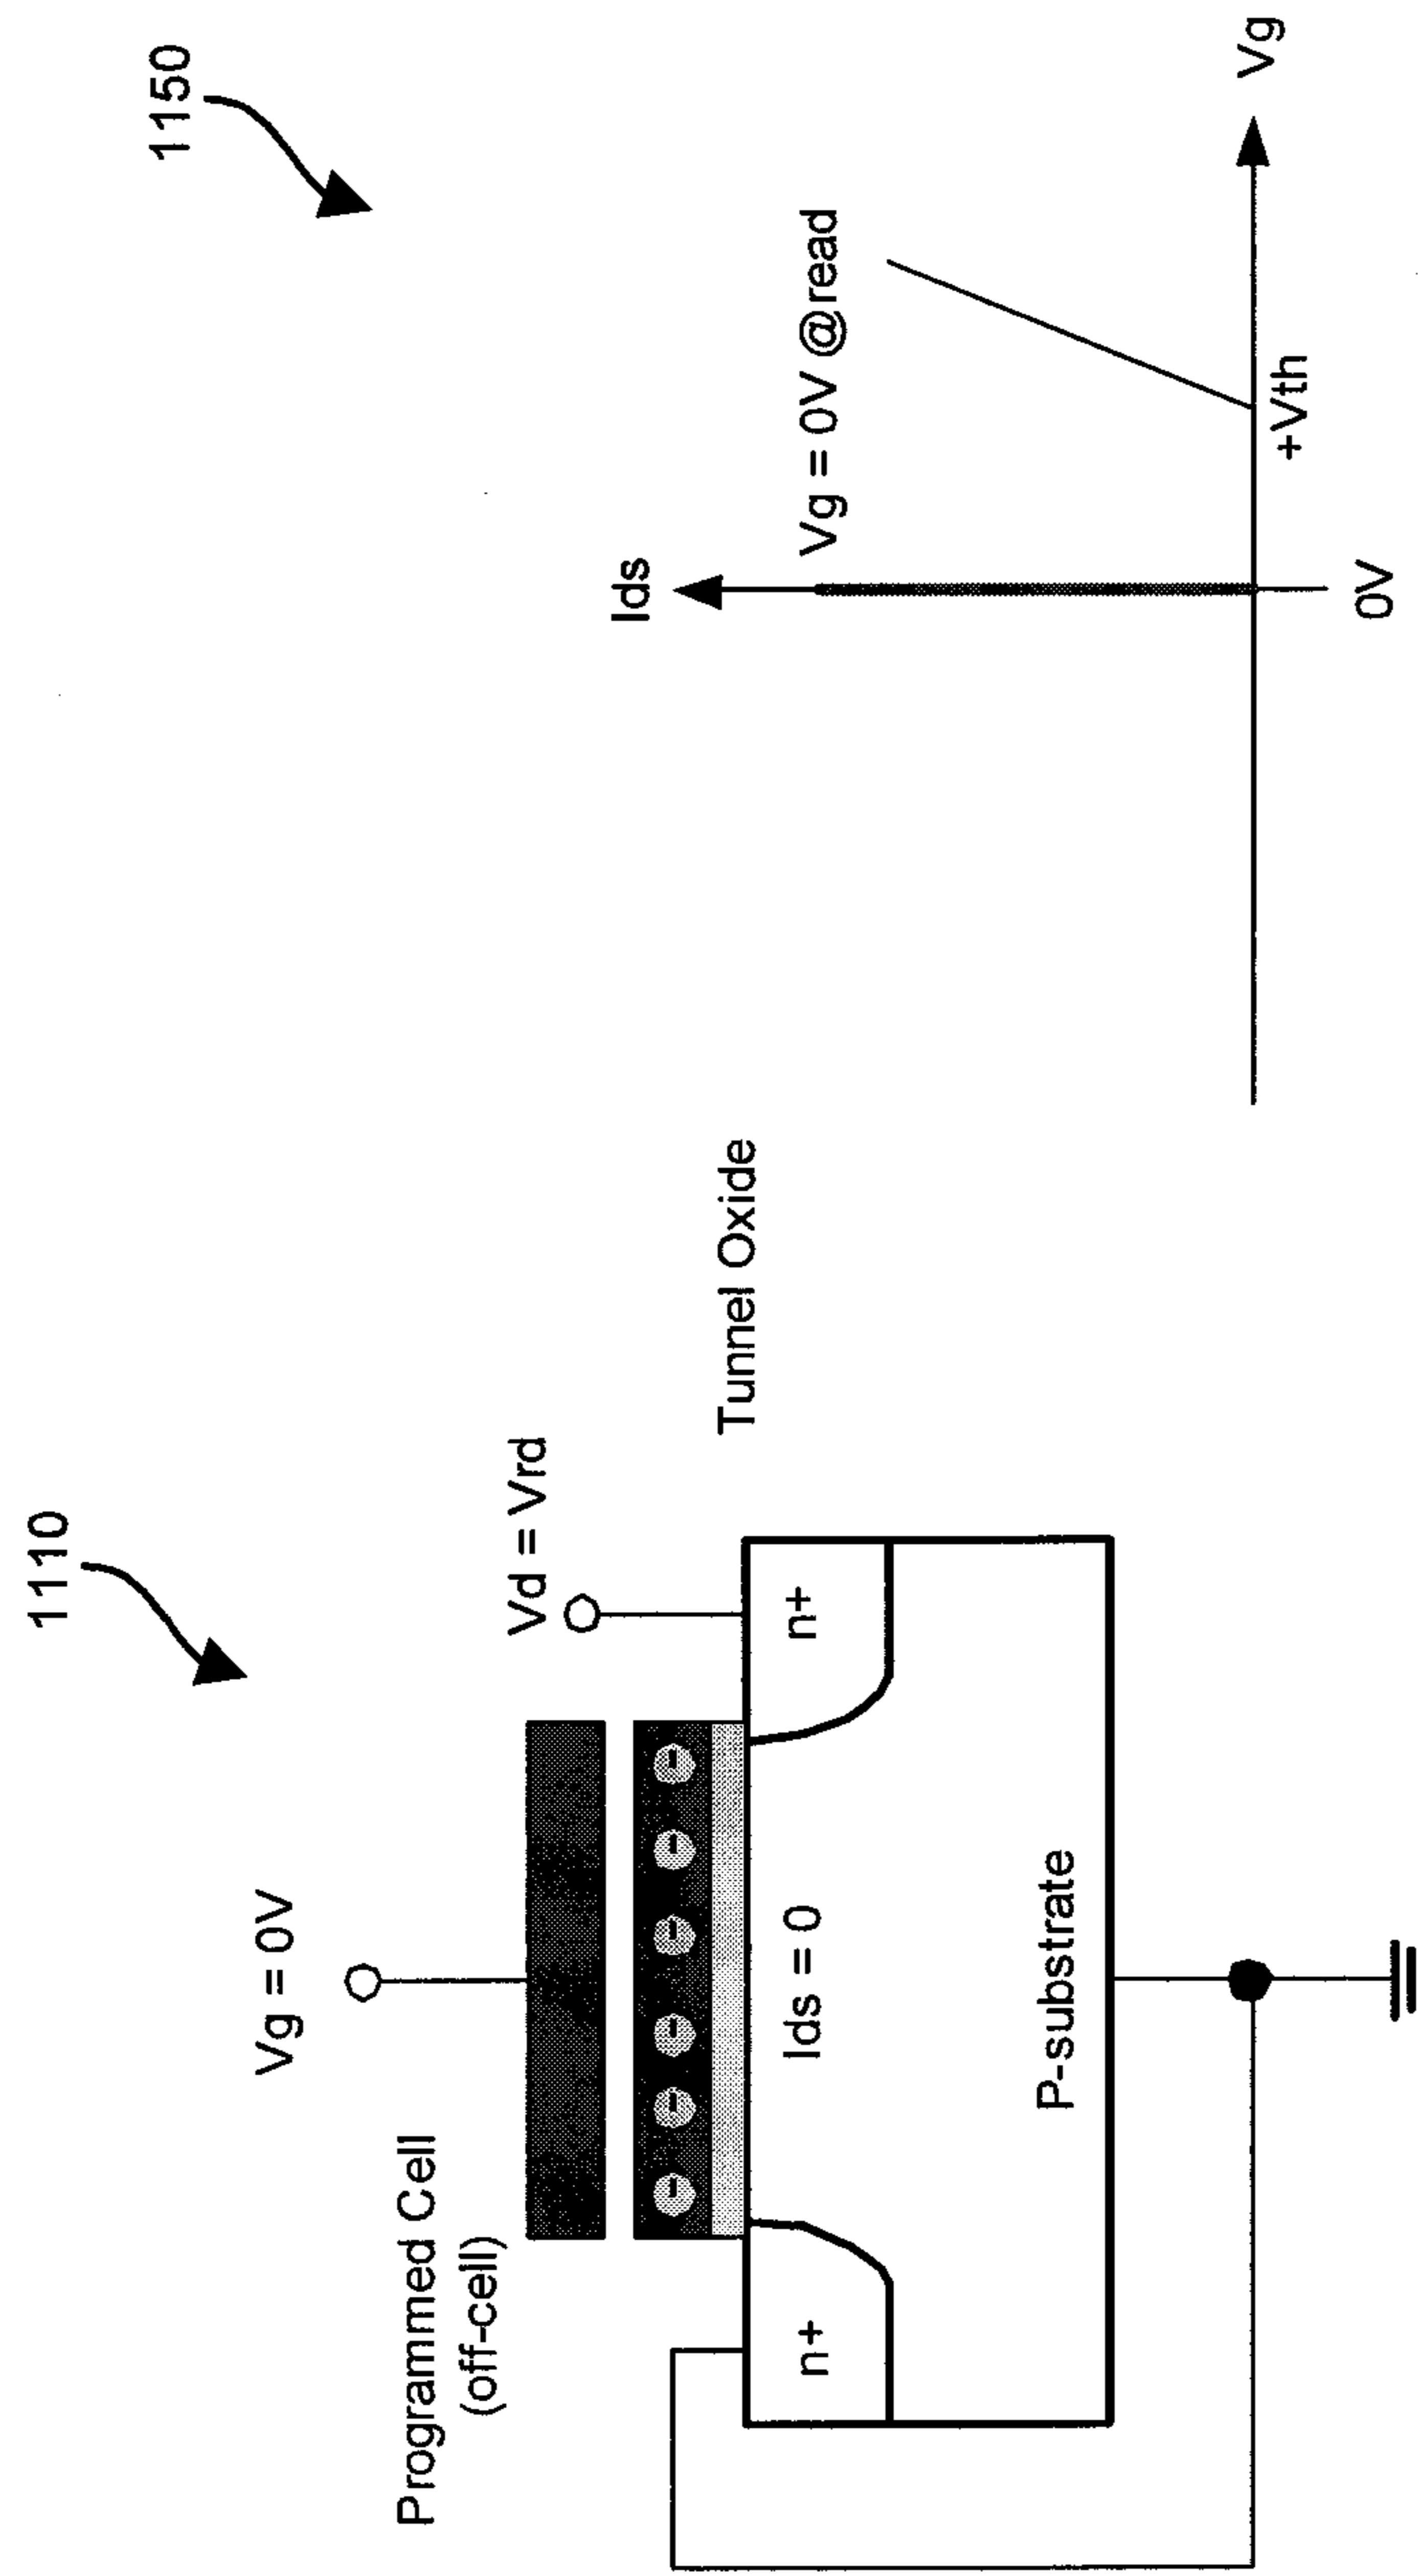 1110
1150
Programmed Cell
(off-cell)
Vg = 0V
Vd = Vrd
Tunnel Oxide
-
-
-
-
-
-
n+
Ids = 0
n+
P-substrate
Ids
Vg = 0V @read
+Vth
0V
Vg